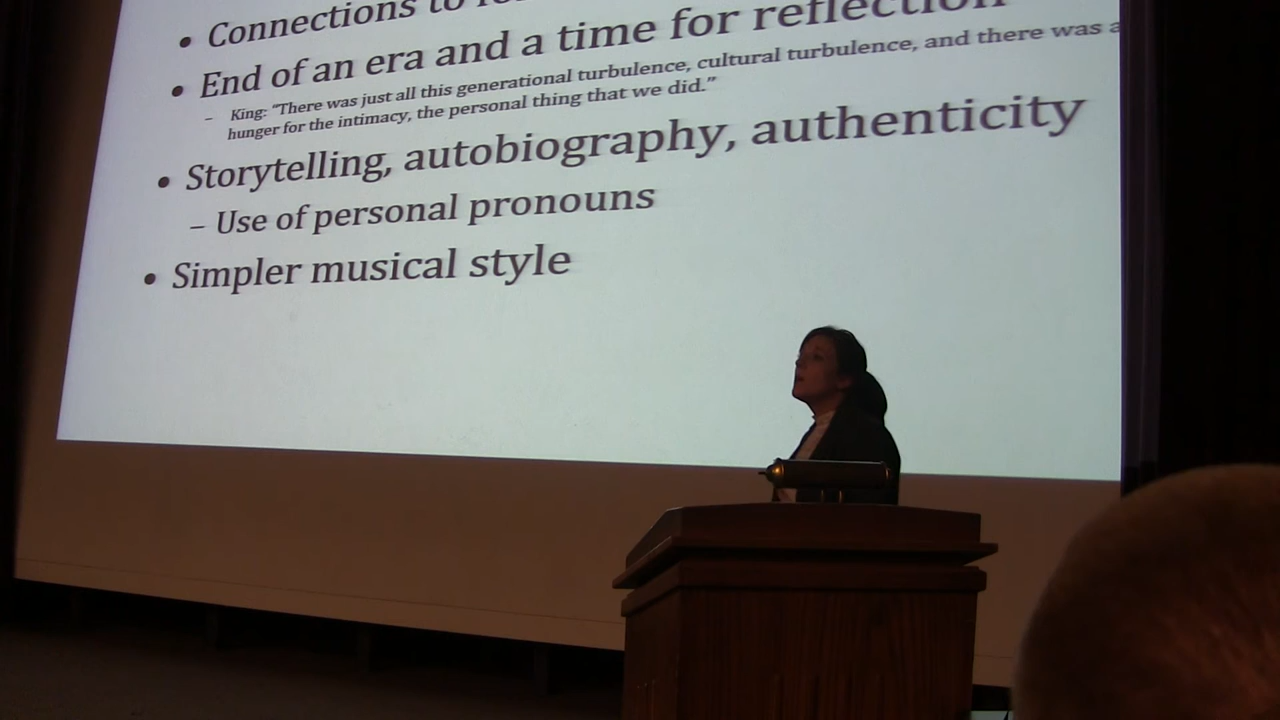 • Connections to
• End of an era and a time for reflection
– King: “There was just all this generational turbulence, cultural turbulence, and there was a
hunger for the intimacy, the personal thing that we did.”
• Storytelling, autobiography, authenticity
– Use of personal pronouns
• Simpler musical style